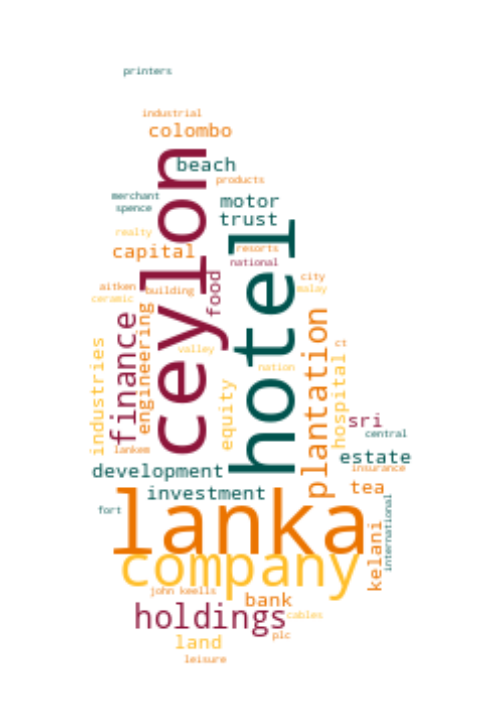 printers
industrial
colombo
ceylon
beach
products
merchant
spence
motor
trust
realty
capital
resorts
national
hotel
food
city
malay
aitken
building
ceramic
engineering
finance
industries
plantation
hospital
ct
valley
nation
equity
sri
central
estate
insurance
lankem
development
investment
tea
fort
international
lanka
kelani
company
john keells
bank
holdings
cables
plc
land
leisure